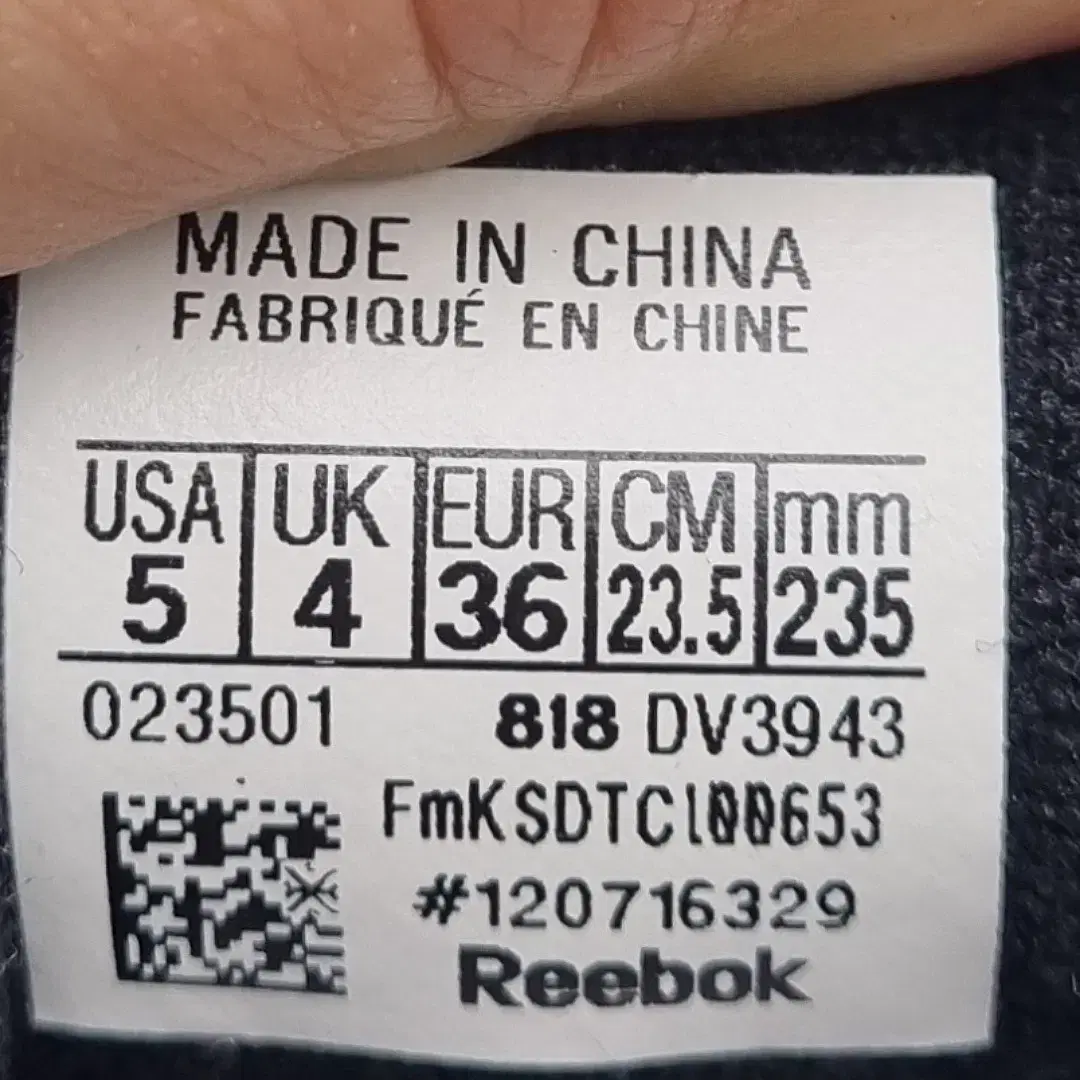 MADE IN CHINA
FABRIQUÉ EN CHINE
USA UK EUR CM mm
5 4 36 23.5 235
023501 818 DV3943
FmKSDTCl00653
#120716329
Reebok